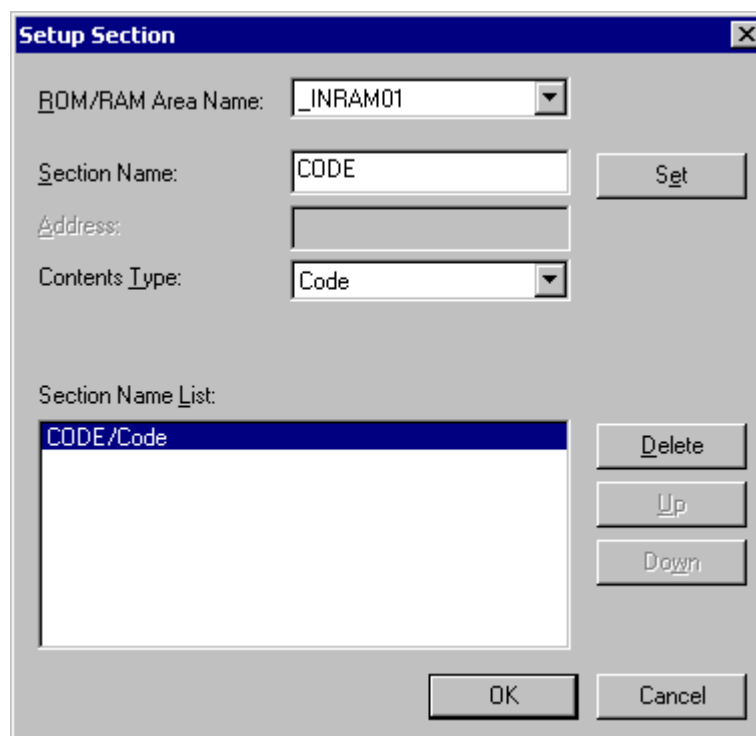 Setup Section
ROM/RAM Area Name: _INRAM01
Section Name: CODE Set
Address:
Contents Type: Code
Section Name List:
CODE/Code
Delete
Up
Down
OK Cancel